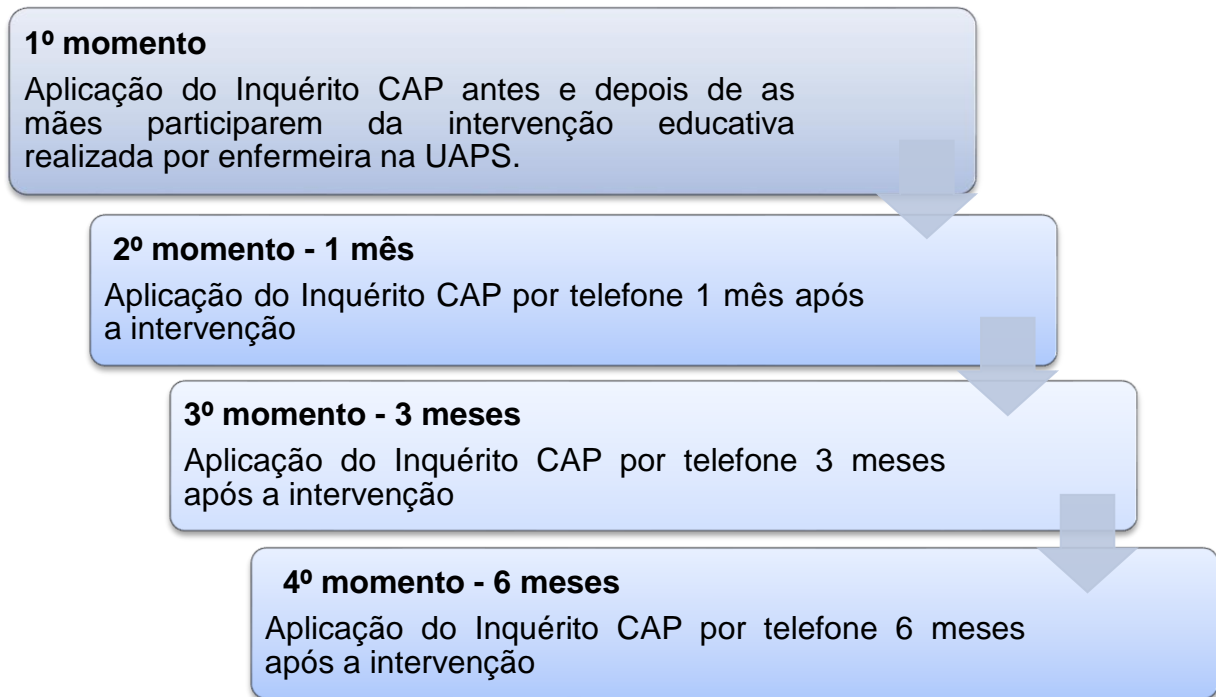 1º momento
Aplicação do Inquérito CAP antes e depois de as
mães participarem da intervenção educativa
realizada por enfermeira na UAPS.
2º momento - 1 mês
Aplicação do Inquérito CAP por telefone 1 mês após
a intervenção
3º momento - 3 meses
Aplicação do Inquérito CAP por telefone 3 meses
após a intervenção
4º momento - 6 meses
Aplicação do Inquérito CAP por telefone 6 meses
após a intervenção